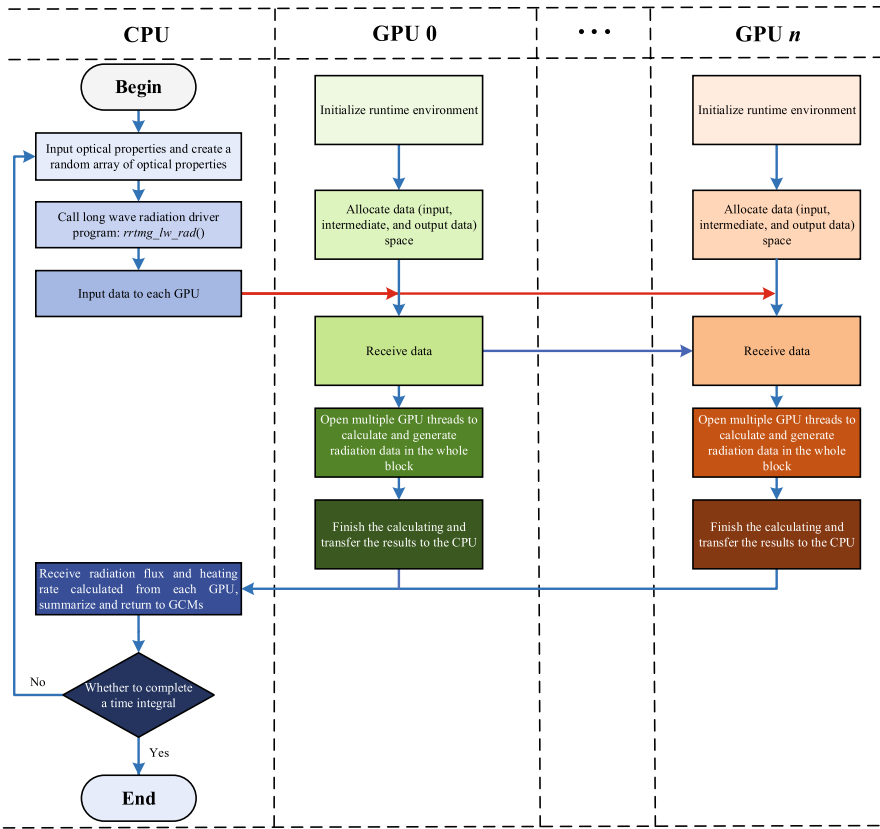 CPU
GPU 0
...
GPU n
Begin
Input optical properties and create a
random array of optical properties
Call long wave radiation driver
program: rrtmg_lw_rad()
Input data to each GPU
Initialize runtime environment
Allocate data (input,
intermediate, and output data)
space
Receive data
Open multiple GPU threads to
calculate and generate
radiation data in the whole
block
Finish the calculating and
transfer the results to the CPU
Initialize runtime environment
Allocate data (input,
intermediate, and output data)
space
Receive data
Open multiple GPU threads to
calculate and generate
radiation data in the whole
block
Finish the calculating and
transfer the results to the CPU
Receive radiation flux and heating
rate calculated from each GPU,
summarize and return to GCMs
Whether to complete
a time integral
No
Yes
End